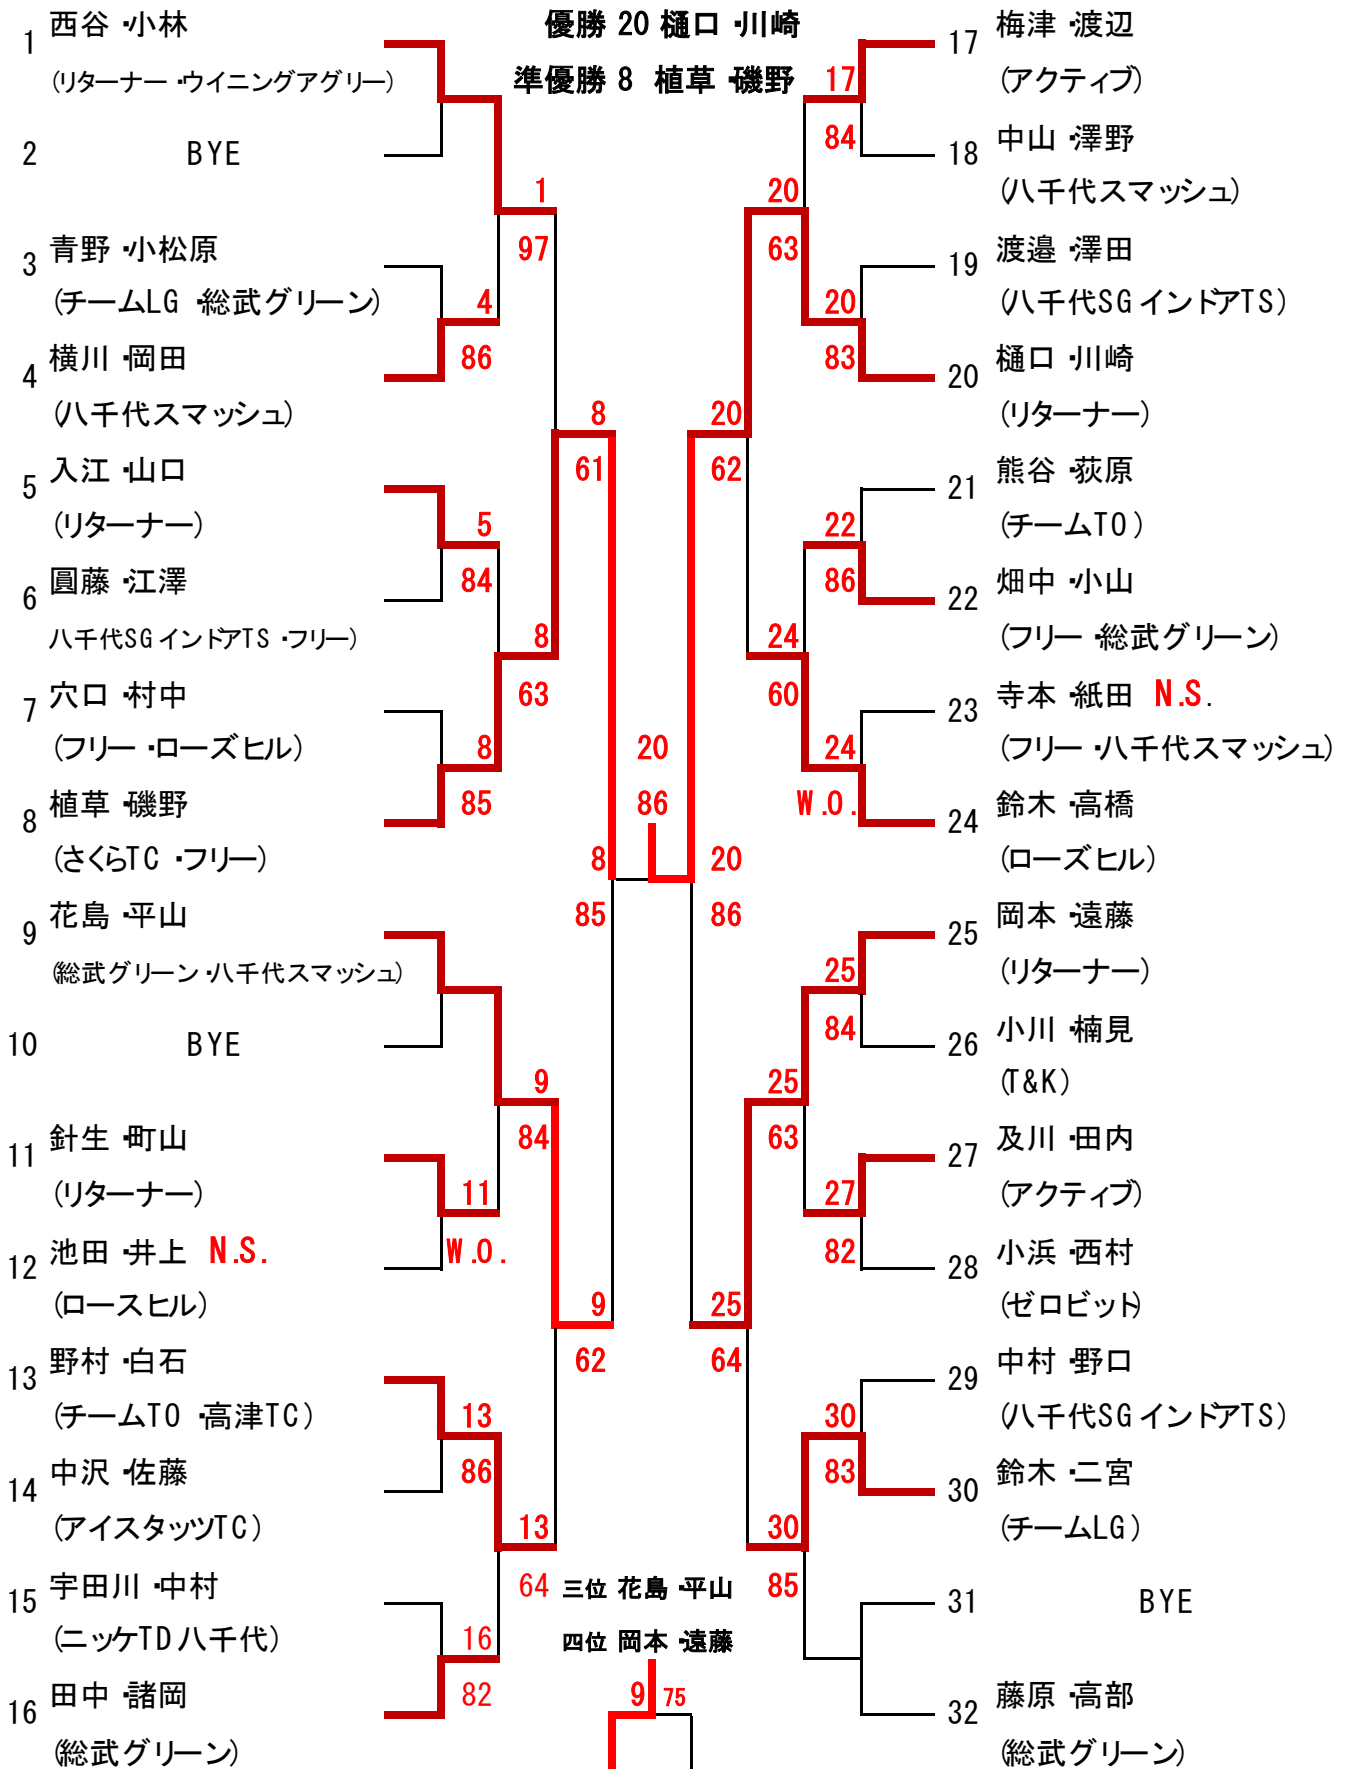 優勝 20 樋口・川崎
準優勝 8 植草・磯野
1 西谷・小林
(リターナー・ウイニングアグリー)
2 BYE
1
97
3 青野・小松原
(チームLG・総武グリーン)
4
86
4 横川・岡田
(八千代スマッシュ)
8
61
5 入江・山口
(リターナー)
5
84
6 圓藤・江澤
八千代SGインドアTS・フリー)
8
63
7 穴口・村中
(フリー・ローズヒル)
8
85
8 植草・磯野
(さくらTC・フリー)
8
85
9 花島・平山
(総武グリーン・八千代スマッシュ)
10 BYE
9
84
11 針生・町山
(リターナー)
11
W.O.
12 池田・井上 N.S.
(ロースヒル)
9
62
13 野村・白石
(チームTO・高津TC)
13
86
14 中沢・佐藤
(アイスタッツTC)
13
64
15 宇田川・中村
(ニッケTD八千代)
16
82
16 田中・諸岡
(総武グリーン)
20
86
三位 花島・平山
四位 岡本・遠藤
9 75
17 梅津・渡辺
(アクティブ)
17
84
18 中山・澤野
(八千代スマッシュ)
20
63
19 渡邉・澤田
(八千代SGインドアTS)
20
83
20 樋口・川崎
(リターナー)
20
62
21 熊谷・荻原
(チームTO)
22
86
22 畑中・小山
(フリー・総武グリーン)
24
60
23 寺本・紙田 N.S.
(フリー・八千代スマッシュ)
24
W.O.
24 鈴木・高橋
(ローズヒル)
20
86
25 岡本・遠藤
(リターナー)
25
84
26 小川・楠見
(T&K)
25
63
27 及川・田内
(アクティブ)
27
82
28 小浜・西村
(ゼロビット)
25
64
29 中村・野口
(八千代SGインドアTS)
30
83
30 鈴木・二宮
(チームLG)
30
85
31 BYE
32 藤原・高部
(総武グリーン)